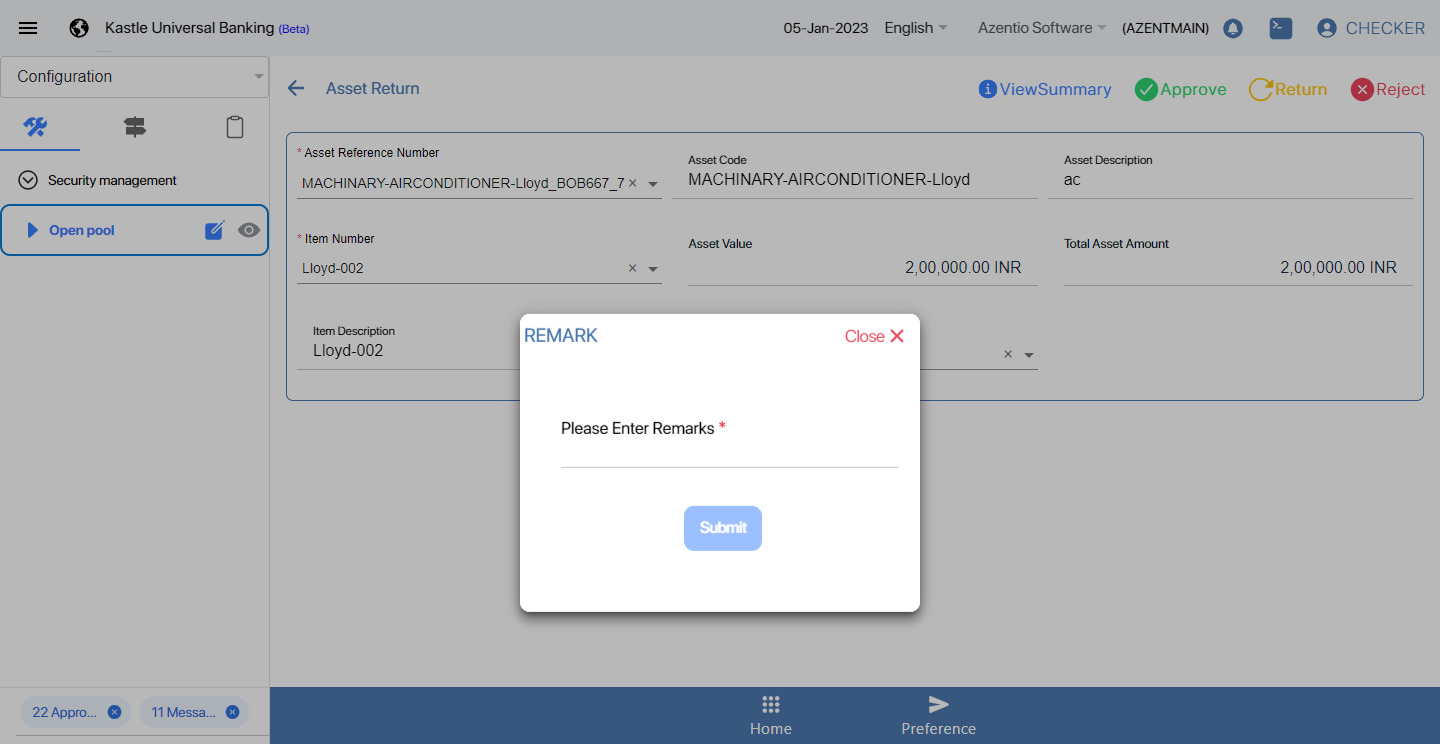 Kastle Universal Banking (Beta)
05-Jan-2023 English Azentio Software (AZENTMAIN) CHECKER
Configuration
Asset Return
ViewSummary Approve Return Reject
Security management
Open pool
* Asset Reference Number
MACHINARY-AIRCONDITIONER-Lloyd_BOB667_7
Asset Code
MACHINARY-AIRCONDITIONER-Lloyd
Asset Description
ac
* Item Number
Lloyd-002
Asset Value
2,00,000.00 INR
Total Asset Amount
2,00,000.00 INR
Item Description
Lloyd-002
REMARK
Close
Please Enter Remarks *
Submit
22 Appro...
11 Messa...
Home
Preference